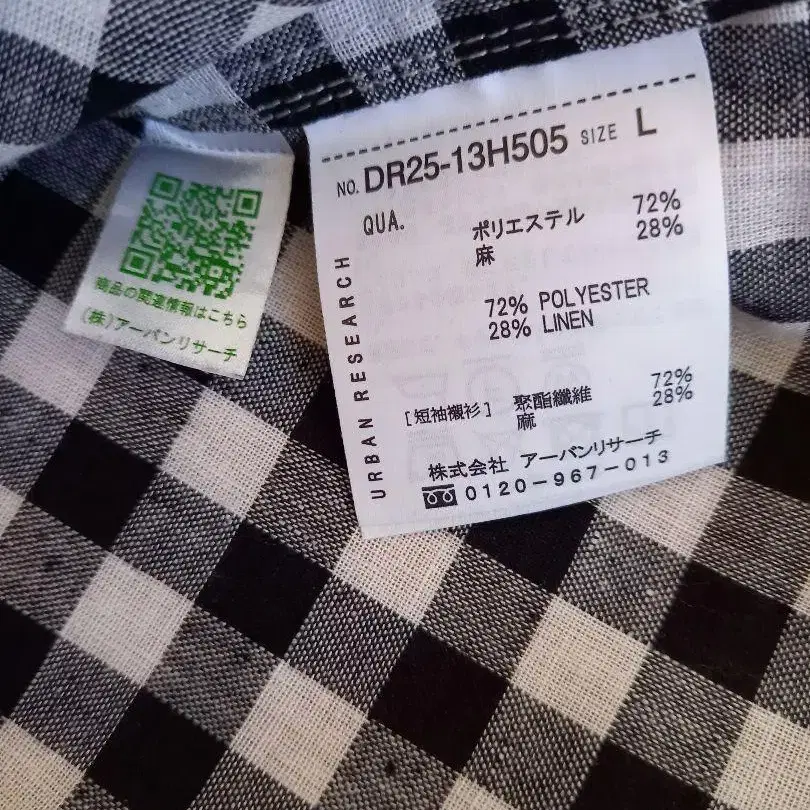 商品の関連情報はこちら
(株)アーバンリサーチ
NO. DR25-13H505 SIZE L
QUA. ポリエステル 72%
麻 28%
72% POLYESTER
28% LINEN
URBAN RESEARCH
[短袖襯衫] 聚酯纖維 72%
麻 28%
株式会社 アーバンリサーチ
0120-967-013